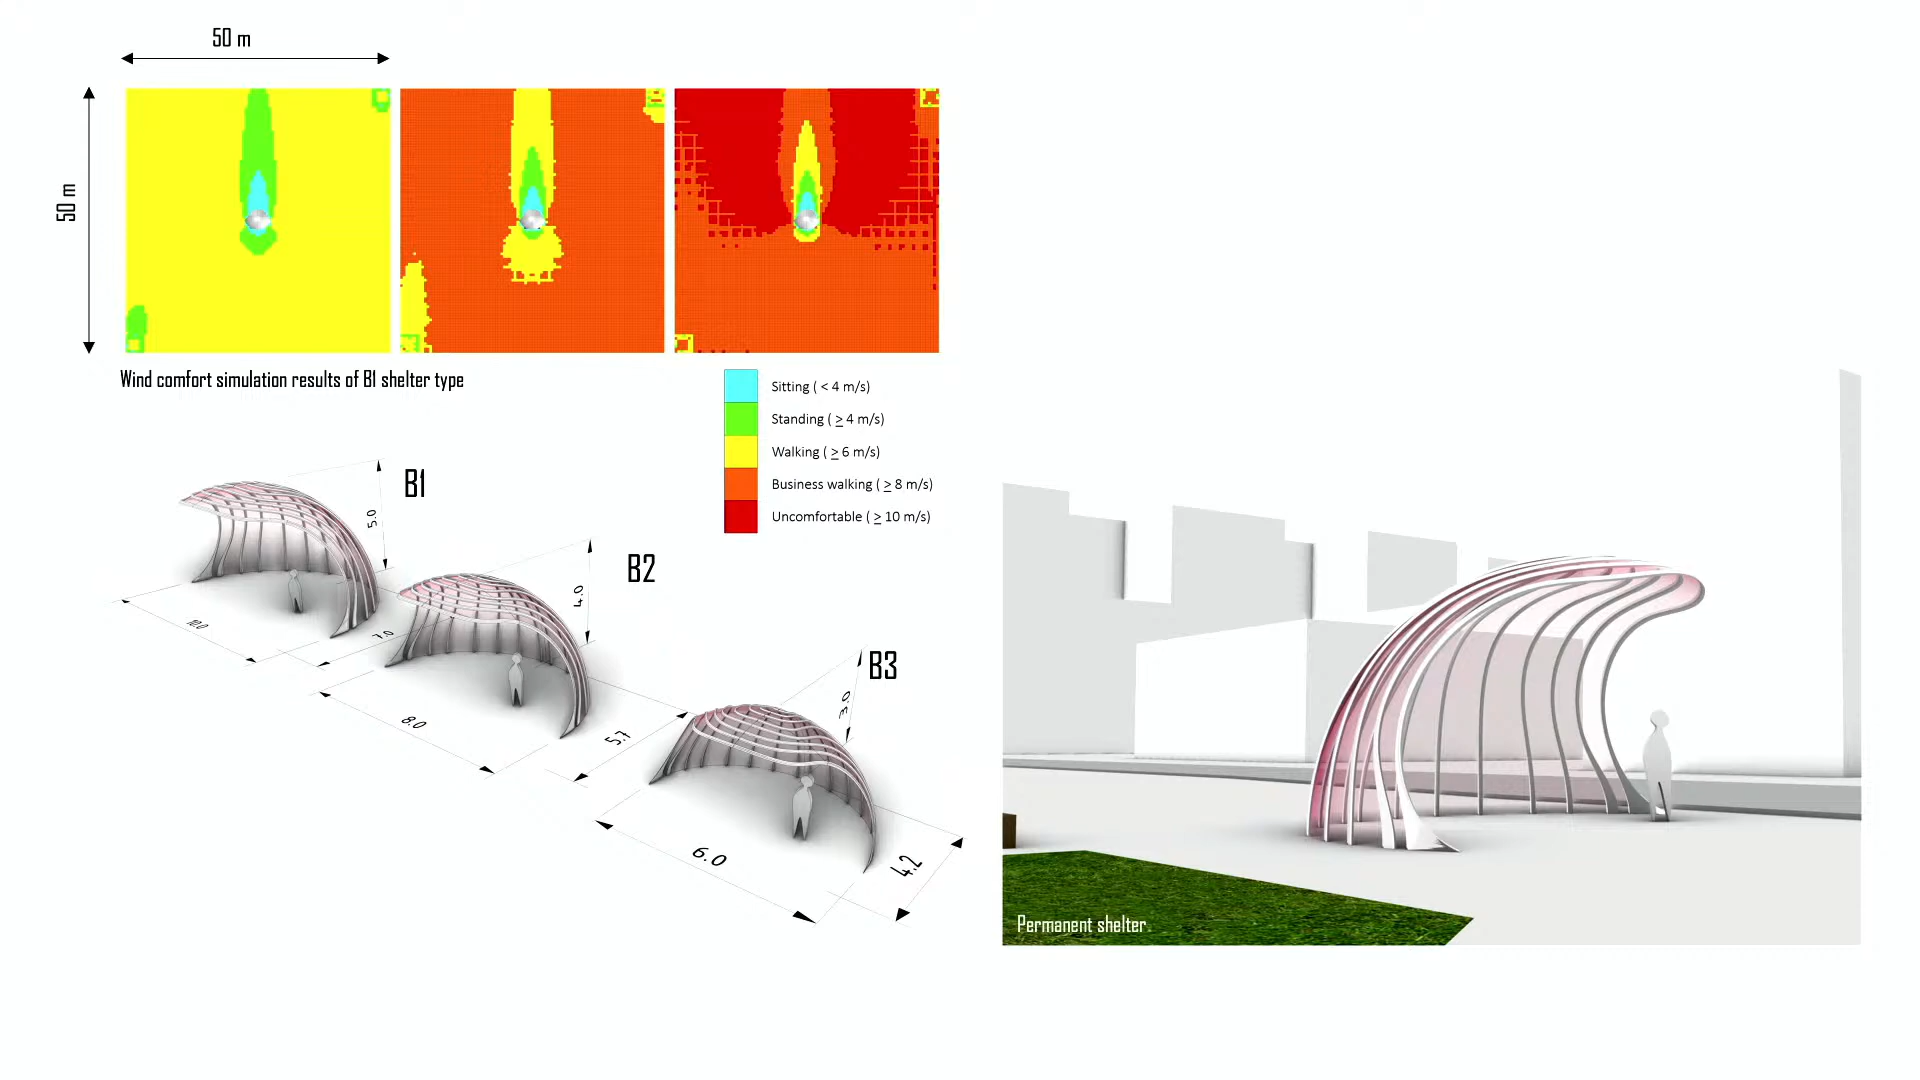 50 m
50 m
Wind comfort simulation results of B1 shelter type
Sitting ( < 4 m/s)
Standing ( ≥ 4 m/s)
Walking ( ≥ 6 m/s)
Business walking ( ≥ 8 m/s)
Uncomfortable ( ≥ 10 m/s)
B1
5.0
10.0
7.0
B2
4.0
8.0
5.7
B3
3.0
6.0
4.2
Permanent shelter